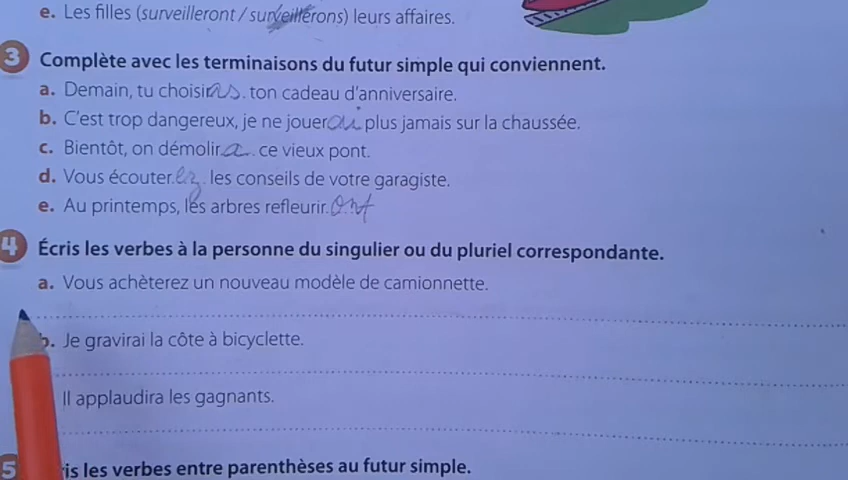 e. Les filles (surveilleront / surveillerons) leurs affaires.
3 Complète avec les terminaisons du futur simple qui conviennent.
a. Demain, tu choisiras. ton cadeau d'anniversaire.
b. C'est trop dangereux, je ne jouerai plus jamais sur la chaussée.
c. Bientôt, on démolira.. ce vieux pont.
d. Vous écouter.ez. les conseils de votre garagiste.
e. Au printemps, les arbres refleurir.ont
4 Écris les verbes à la personne du singulier ou du pluriel correspondante.
a. Vous achèterez un nouveau modèle de camionnette.
b. Je gravirai la côte à bicyclette.
Il applaudira les gagnants.
5 is les verbes entre parenthèses au futur simple.